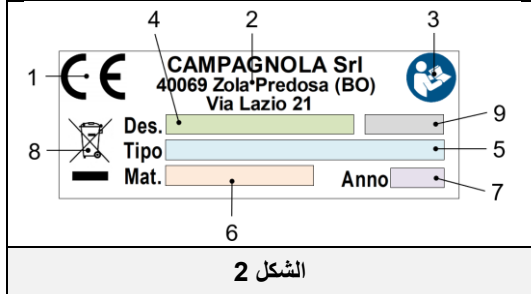 4 2 3
1 CE CAMPAGNOLA Srl
40069 Zola Predosa (BO)
Via Lazio 21
Des. 9
8 Tipo 5
Mat. Anno 7
6
الشكل 2